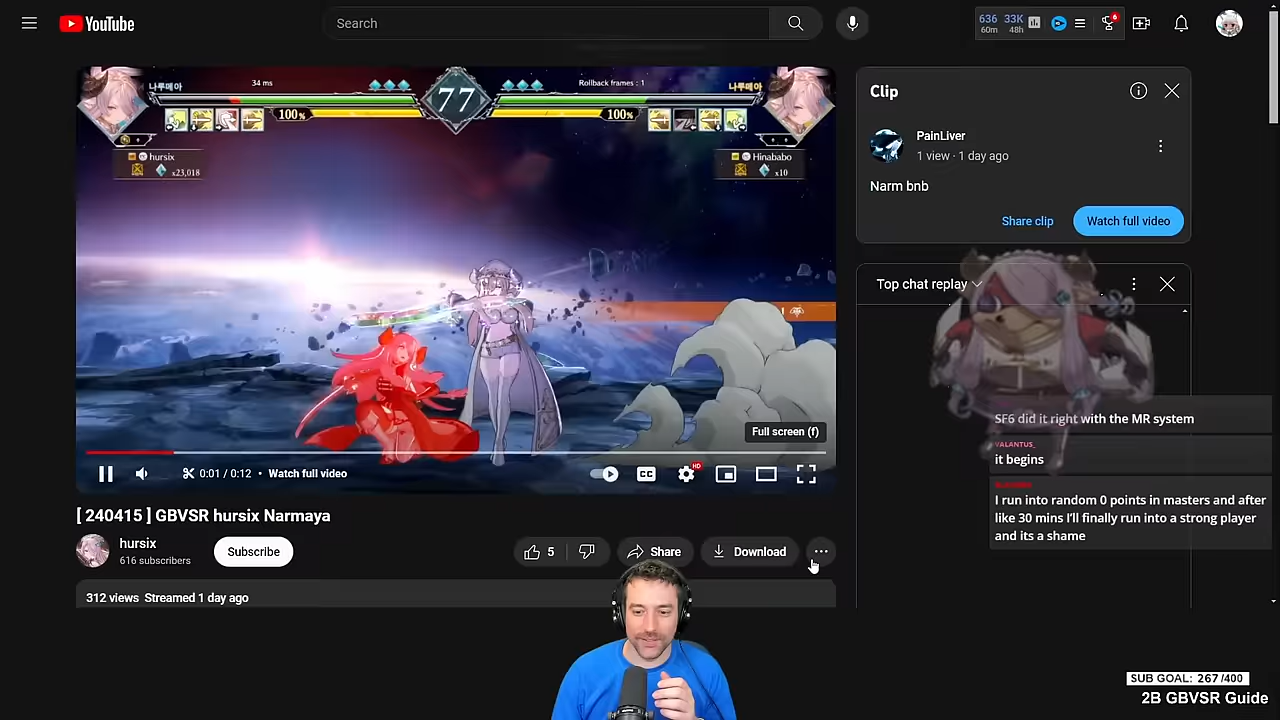 YouTube
Search
636 33K
60m 48h
6
나루메아
34 ms
77
Rollback frames : 1
나루메아
100%
100%
hursix
x23,018
Hinababo
x10
Full screen (f)
0:01 / 0:12 • Watch full video
CC
HD
[ 240415 ] GBVSR hursix Narmaya
hursix
616 subscribers
Subscribe
5
Share
Download
312 views Streamed 1 day ago
Clip
PainLiver
1 view · 1 day ago
Narm bnb
Share clip
Watch full video
Top chat replay
SF6 did it right with the MR system
VALANTUS_
it begins
I run into random 0 points in masters and after
like 30 mins I'll finally run into a strong player
and its a shame
SUB GOAL: 267 /400
2B GBVSR Guide